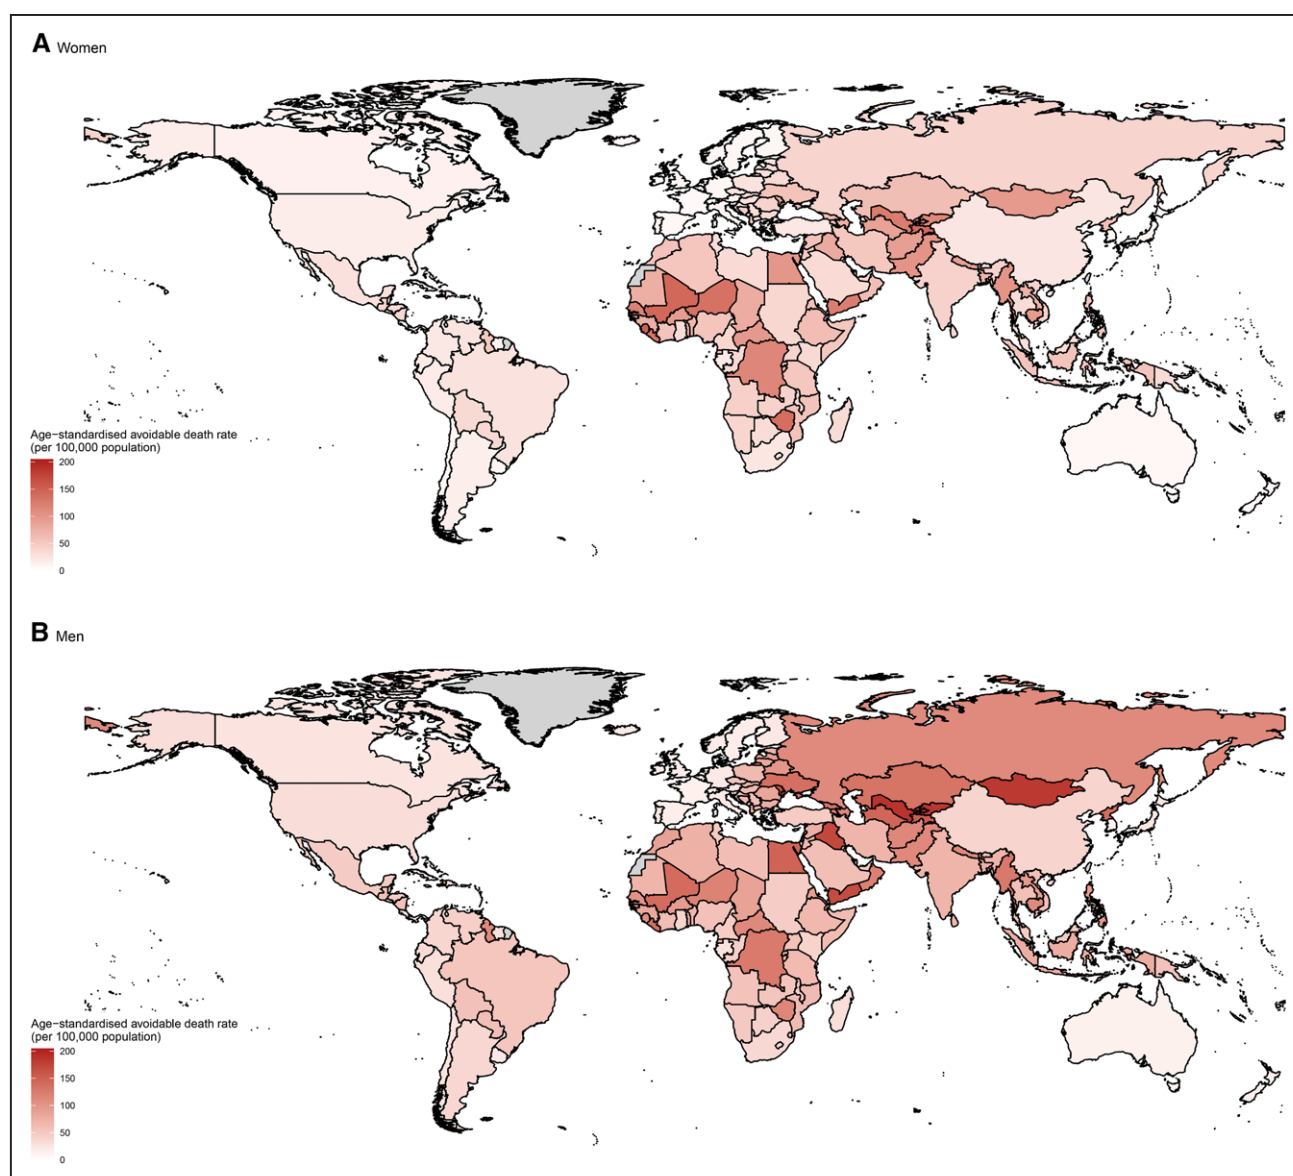 A Women
Age-standardised avoidable death rate
(per 100,000 population)
200
150
100
50
0
B Men
Age-standardised avoidable death rate
(per 100,000 population)
200
150
100
50
0